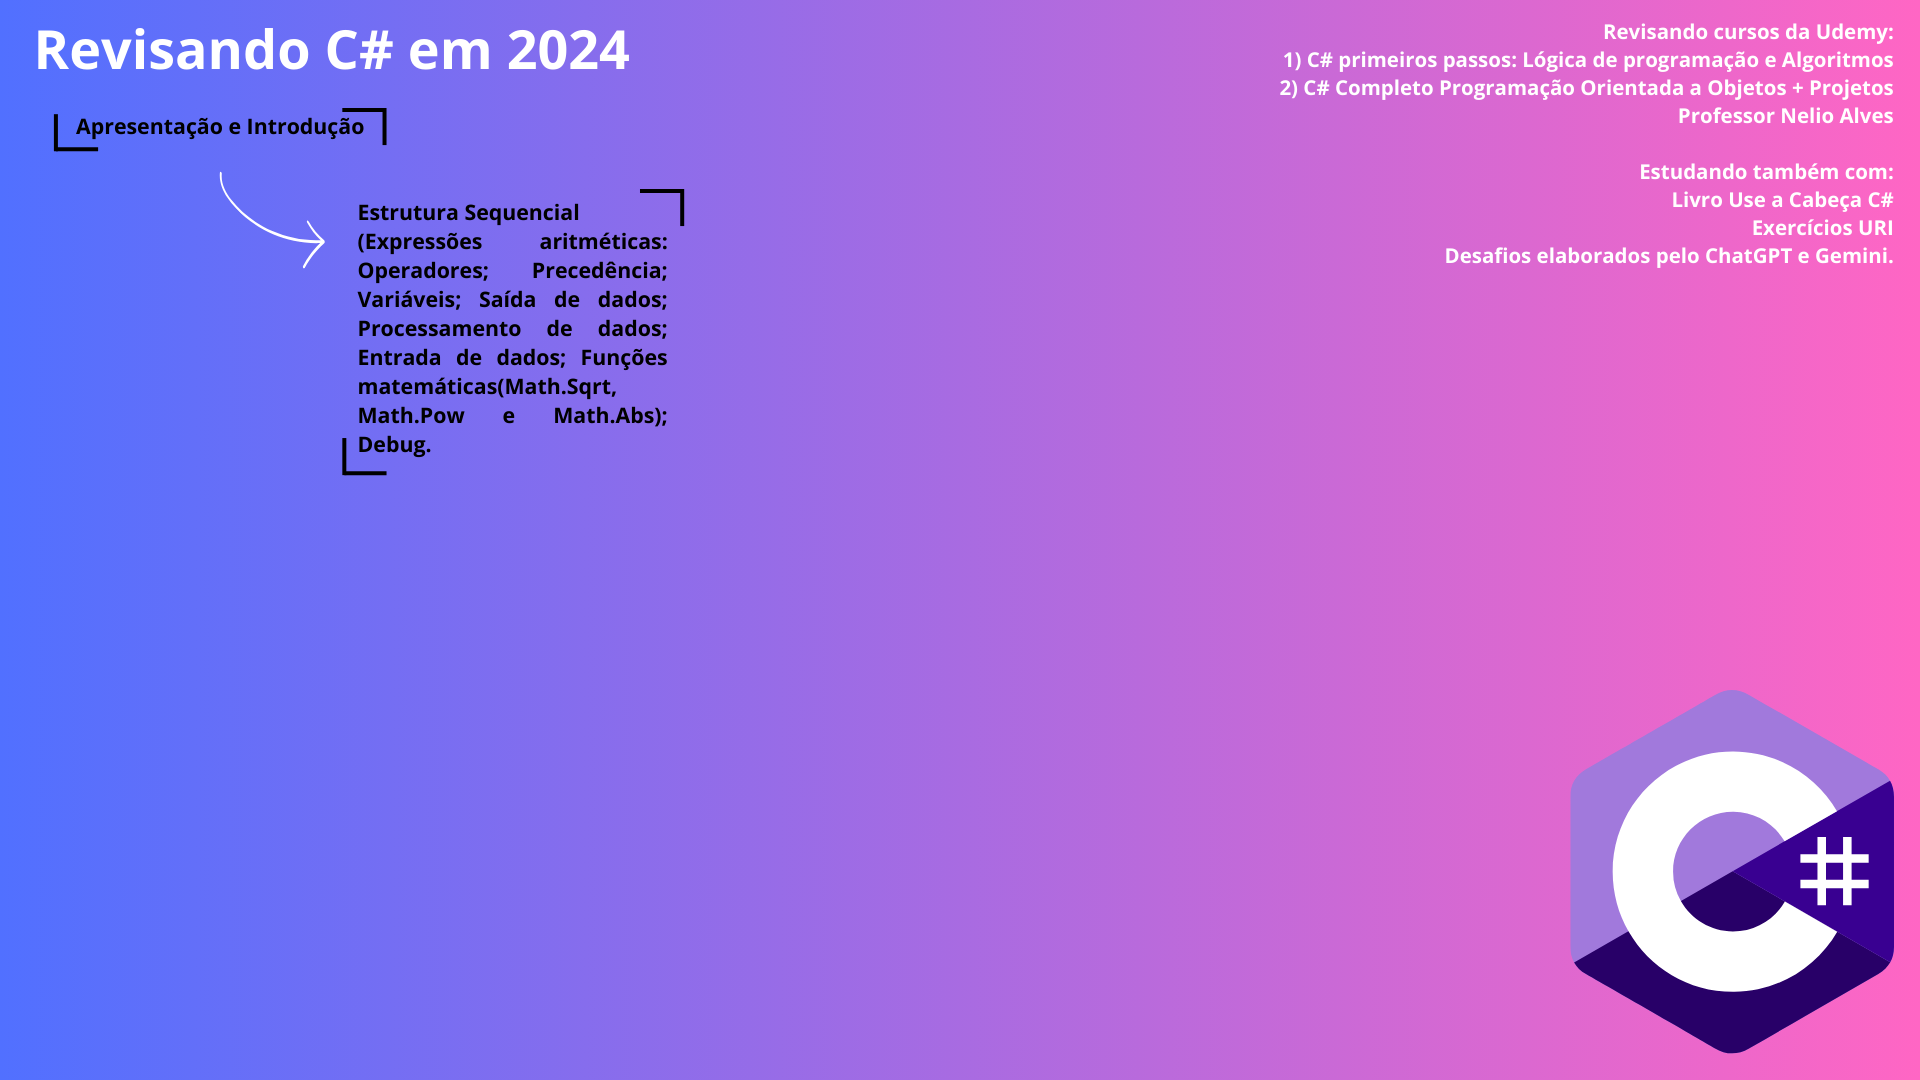 Revisando C# em 2024
Apresentação e Introdução
Estrutura Sequencial
(Expressões aritméticas:
Operadores; Precedência;
Variáveis; Saída de dados;
Processamento de dados;
Entrada de dados; Funções
matemáticas(Math.Sqrt,
Math.Pow e Math.Abs);
Debug.
Revisando cursos da Udemy:
1) C# primeiros passos: Lógica de programação e Algoritmos
2) C# Completo Programação Orientada a Objetos + Projetos
Professor Nelio Alves
Estudando também com:
Livro Use a Cabeça C#
Exercícios URI
Desafios elaborados pelo ChatGPT e Gemini.
C#